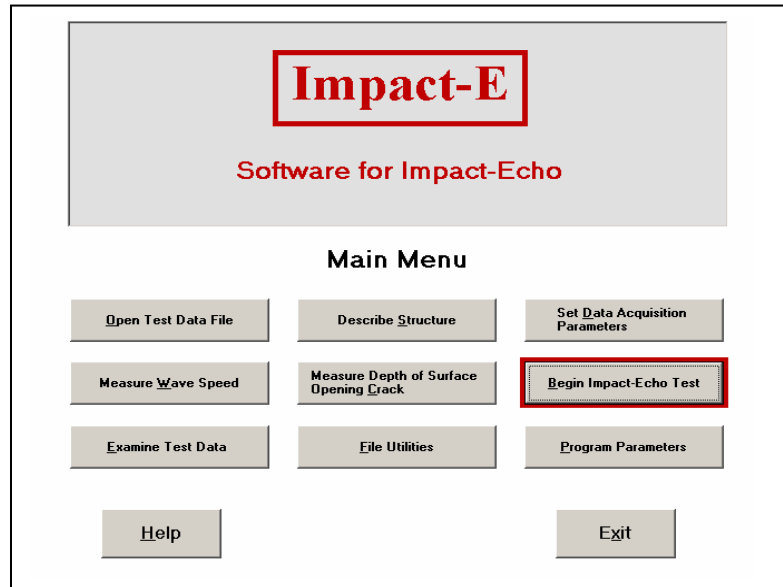 Impact-E
Software for Impact-Echo
Main Menu
Open Test Data File
Describe Structure
Set Data Acquisition
Parameters
Measure Wave Speed
Measure Depth of Surface
Opening Crack
Begin Impact-Echo Test
Examine Test Data
File Utilities
Program Parameters
Help
Exit